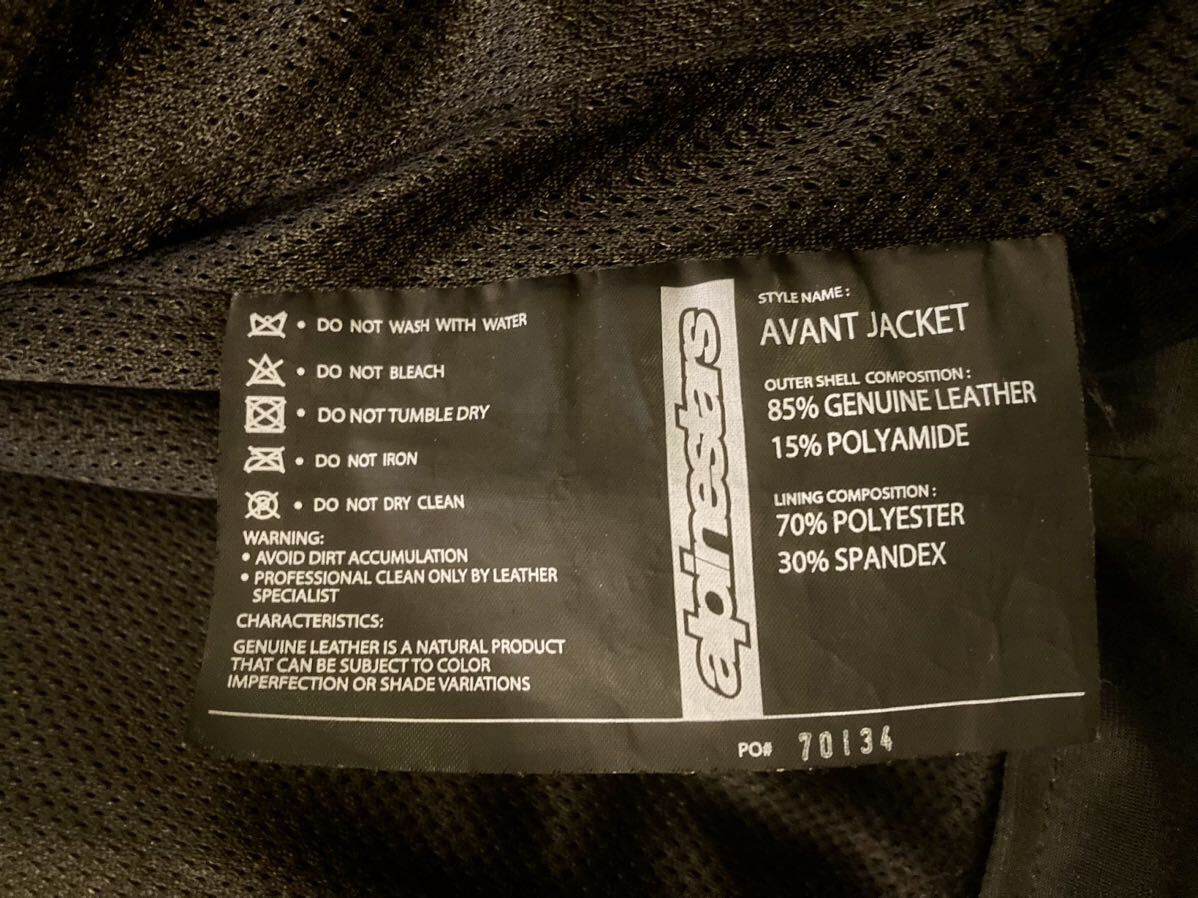 • DO NOT WASH WITH WATER
• DO NOT BLEACH
• DO NOT TUMBLE DRY
• DO NOT IRON
• DO NOT DRY CLEAN
WARNING:
• AVOID DIRT ACCUMULATION
• PROFESSIONAL CLEAN ONLY BY LEATHER
SPECIALIST
CHARACTERISTICS:
GENUINE LEATHER IS A NATURAL PRODUCT
THAT CAN BE SUBJECT TO COLOR
IMPERFECTION OR SHADE VARIATIONS
alpinestars
STYLE NAME :
AVANT JACKET
OUTER SHELL COMPOSITION :
85% GENUINE LEATHER
15% POLYAMIDE
LINING COMPOSITION :
70% POLYESTER
30% SPANDEX
PO# 70134